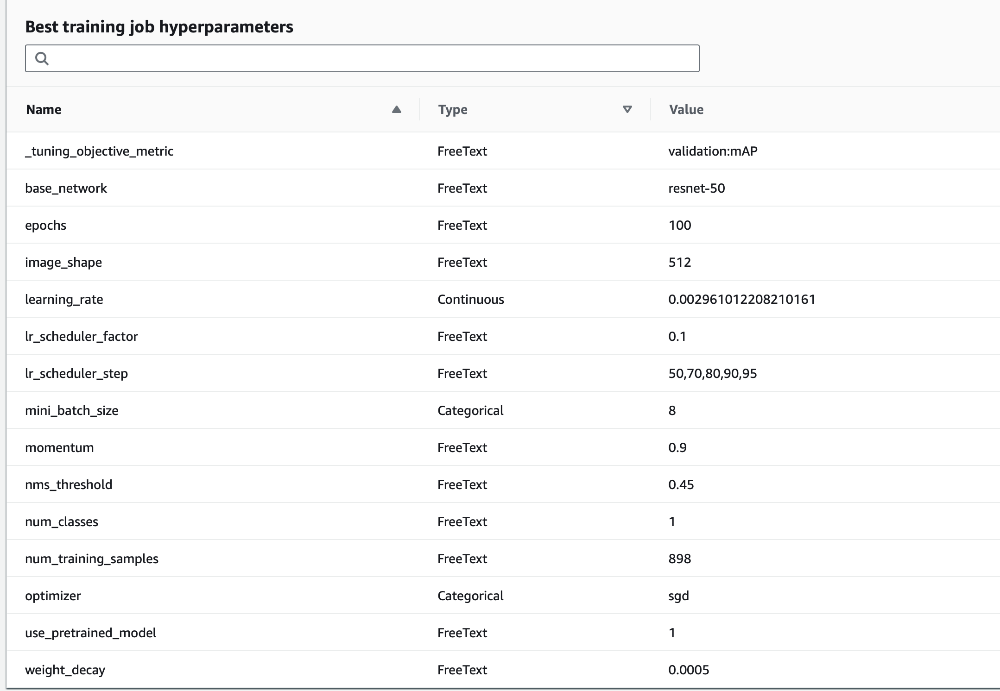 Best training job hyperparameters
Name Type Value
_tuning_objective_metric FreeText validation:mAP
base_network FreeText resnet-50
epochs FreeText 100
image_shape FreeText 512
learning_rate Continuous 0.002961012208210161
lr_scheduler_factor FreeText 0.1
lr_scheduler_step FreeText 50,70,80,90,95
mini_batch_size Categorical 8
momentum FreeText 0.9
nms_threshold FreeText 0.45
num_classes FreeText 1
num_training_samples FreeText 898
optimizer Categorical sgd
use_pretrained_model FreeText 1
weight_decay FreeText 0.0005